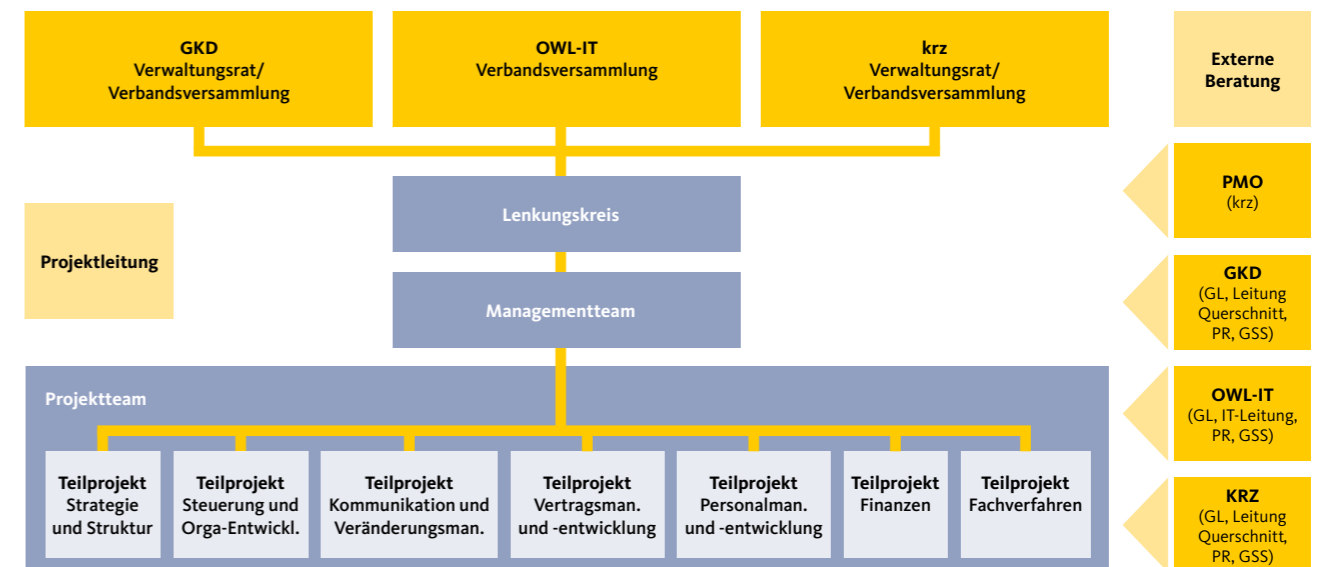 GKD
Verwaltungsrat/
Verbandsversammlung
OWL-IT
Verbandsversammlung
krz
Verwaltungsrat/
Verbandsversammlung
Externe
Beratung
Lenkungskreis
PMO
(krz)
Projektleitung
Managementteam
GKD
(GL, Leitung
Querschnitt,
PR, GSS)
Projektteam
OWL-IT
(GL, IT-Leitung,
PR, GSS)
Teilprojekt
Strategie
und Struktur
Teilprojekt
Steuerung und
Orga-Entwickl.
Teilprojekt
Kommunikation und
Veränderungsman.
Teilprojekt
Vertragsman.
und -entwicklung
Teilprojekt
Personalman.
und -entwicklung
Teilprojekt
Finanzen
Teilprojekt
Fachverfahren
KRZ
(GL, Leitung
Querschnitt,
PR, GSS)